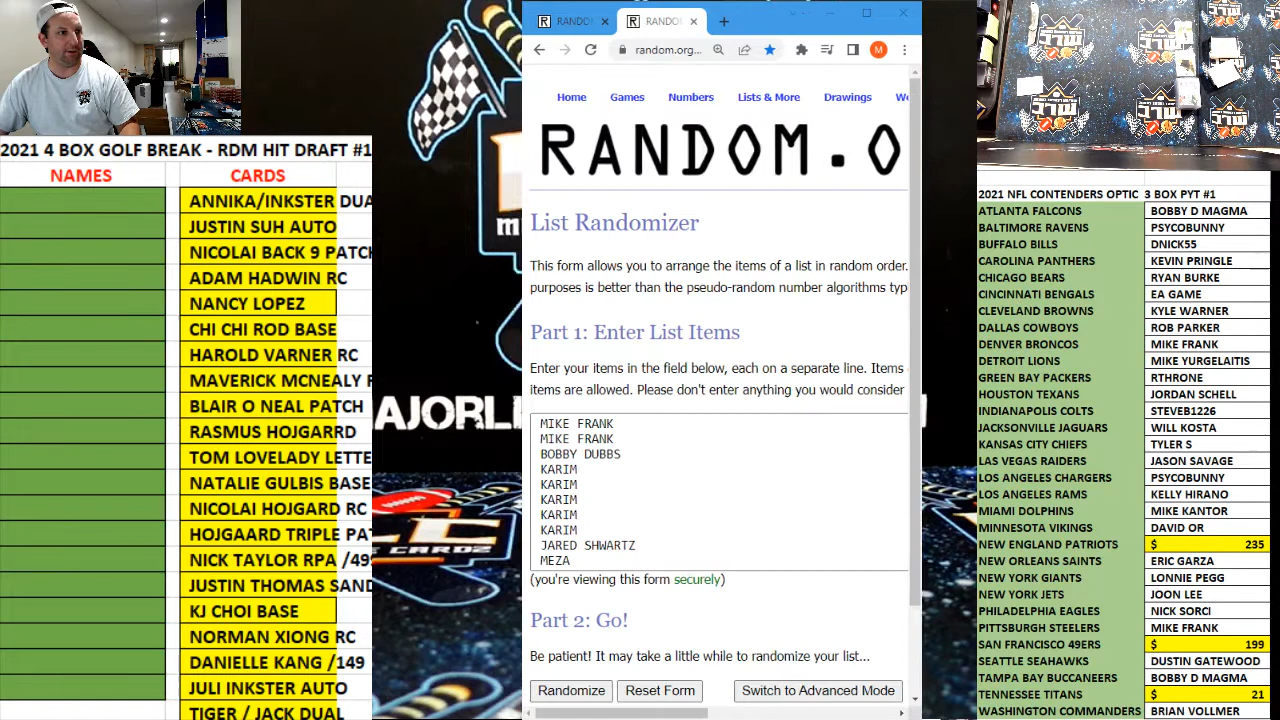 2021 4 BOX GOLF BREAK - RDM HIT DRAFT #1
NAMES
CARDS
ANNIKA/INKSTER DUA
JUSTIN SUH AUTO
NICOLAI BACK 9 PATCH
ADAM HADWIN RC
NANCY LOPEZ
CHI CHI ROD BASE
HAROLD VARNER RC
MAVERICK MCNEALY R
BLAIR O NEAL PATCH
RASMUS HOJGARRD
TOM LOVELADY LETTE
NATALIE GULBIS BASE
NICOLAI HOJGARD RC
HOJGAARD TRIPLE PAT
NICK TAYLOR RPA /499
JUSTIN THOMAS SAND
KJ CHOI BASE
NORMAN XIONG RC
DANIELLE KANG /149
JULI INKSTER AUTO
TIGER / JACK DUAL
RANDOM
RANDOM
random.org...
M
Home
Games
Numbers
Lists & More
Drawings
We
RANDOM.O
List Randomizer
This form allows you to arrange the items of a list in random order.
purposes is better than the pseudo-random number algorithms typ
Part 1: Enter List Items
Enter your items in the field below, each on a separate line. Items
items are allowed. Please don't enter anything you would consider
MIKE FRANK
MIKE FRANK
BOBBY DUBBS
KARIM
KARIM
KARIM
KARIM
KARIM
JARED SHWARTZ
MEZA
(you're viewing this form securely)
Part 2: Go!
Be patient! It may take a little while to randomize your list...
Randomize
Reset Form
Switch to Advanced Mode
MAJORL
2021 NFL CONTENDERS OPTIC 3 BOX PYT #1
ATLANTA FALCONS BOBBY D MAGMA
BALTIMORE RAVENS PSYCOBUNNY
BUFFALO BILLS DNICK55
CAROLINA PANTHERS KEVIN PRINGLE
CHICAGO BEARS RYAN BURKE
CINCINNATI BENGALS EA GAME
CLEVELAND BROWNS KYLE WARNER
DALLAS COWBOYS ROB PARKER
DENVER BRONCOS MIKE FRANK
DETROIT LIONS MIKE YURGELAITIS
GREEN BAY PACKERS RTHRONE
HOUSTON TEXANS JORDAN SCHELL
INDIANAPOLIS COLTS STEVEB1226
JACKSONVILLE JAGUARS WILL KOSTA
KANSAS CITY CHIEFS TYLER S
LAS VEGAS RAIDERS JASON SAVAGE
LOS ANGELES CHARGERS PSYCOBUNNY
LOS ANGELES RAMS KELLY HIRANO
MIAMI DOLPHINS MIKE KANTOR
MINNESOTA VIKINGS DAVID OR
NEW ENGLAND PATRIOTS $ 235
NEW ORLEANS SAINTS ERIC GARZA
NEW YORK GIANTS LONNIE PEGG
NEW YORK JETS JOON LEE
PHILADELPHIA EAGLES NICK SORCI
PITTSBURGH STEELERS MIKE FRANK
SAN FRANCISCO 49ERS $ 199
SEATTLE SEAHAWKS DUSTIN GATEWOOD
TAMPA BAY BUCCANEERS BOBBY D MAGMA
TENNESSEE TITANS $ 21
WASHINGTON COMMANDERS BRIAN VOLLMER